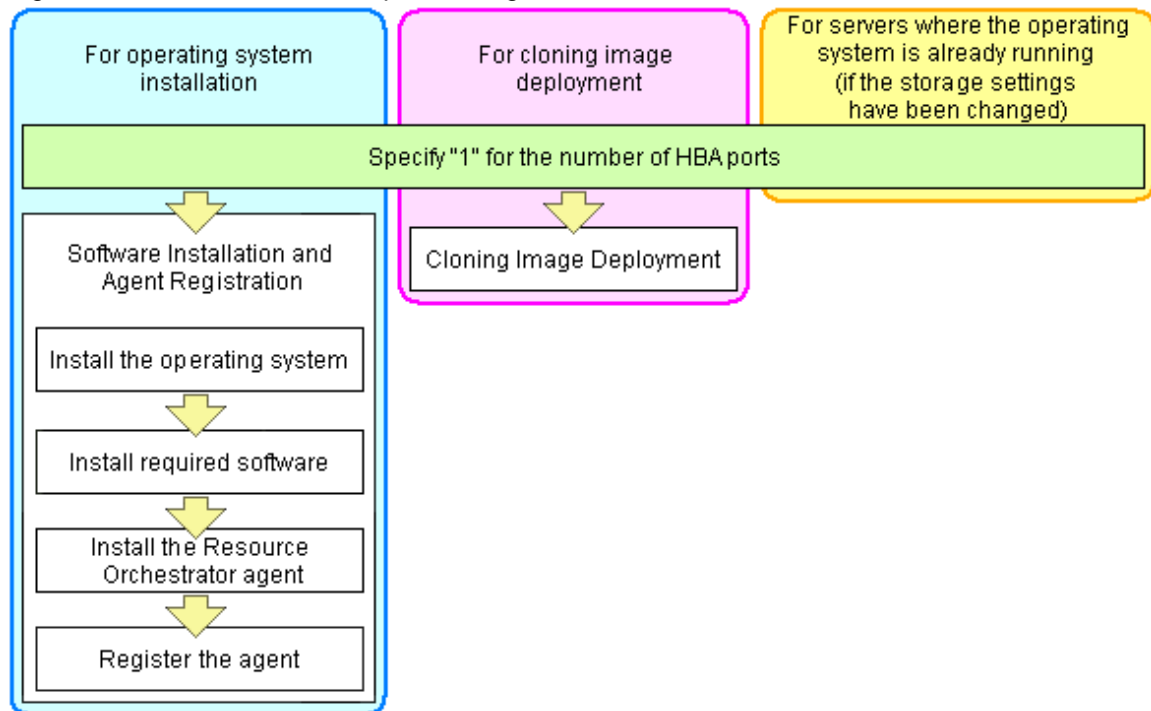 For operating system
installation
For cloning image
deployment
For servers where the operating
system is already running
(if the storage settings
have been changed)
Specify "1" for the number of HBA ports
Software Installation and
Agent Registration
Cloning Image Deployment
Install the operating system
Install required software
Install the Resource
Orchestrator agent
Register the agent